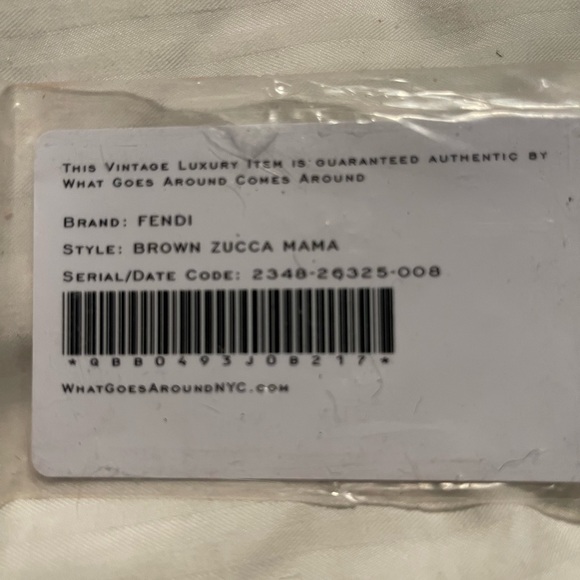 THIS VINTAGE LUXURY ITEM IS GUARANTEED AUTHENTIC BY
WHAT GOES AROUND COMES AROUND
BRAND: FENDI
STYLE: BROWN ZUCCA MAMA
SERIAL/DATE CODE: 2348-26325-008
*QBB0493J0B217*
WHATGOESAROUNDNYC.COM